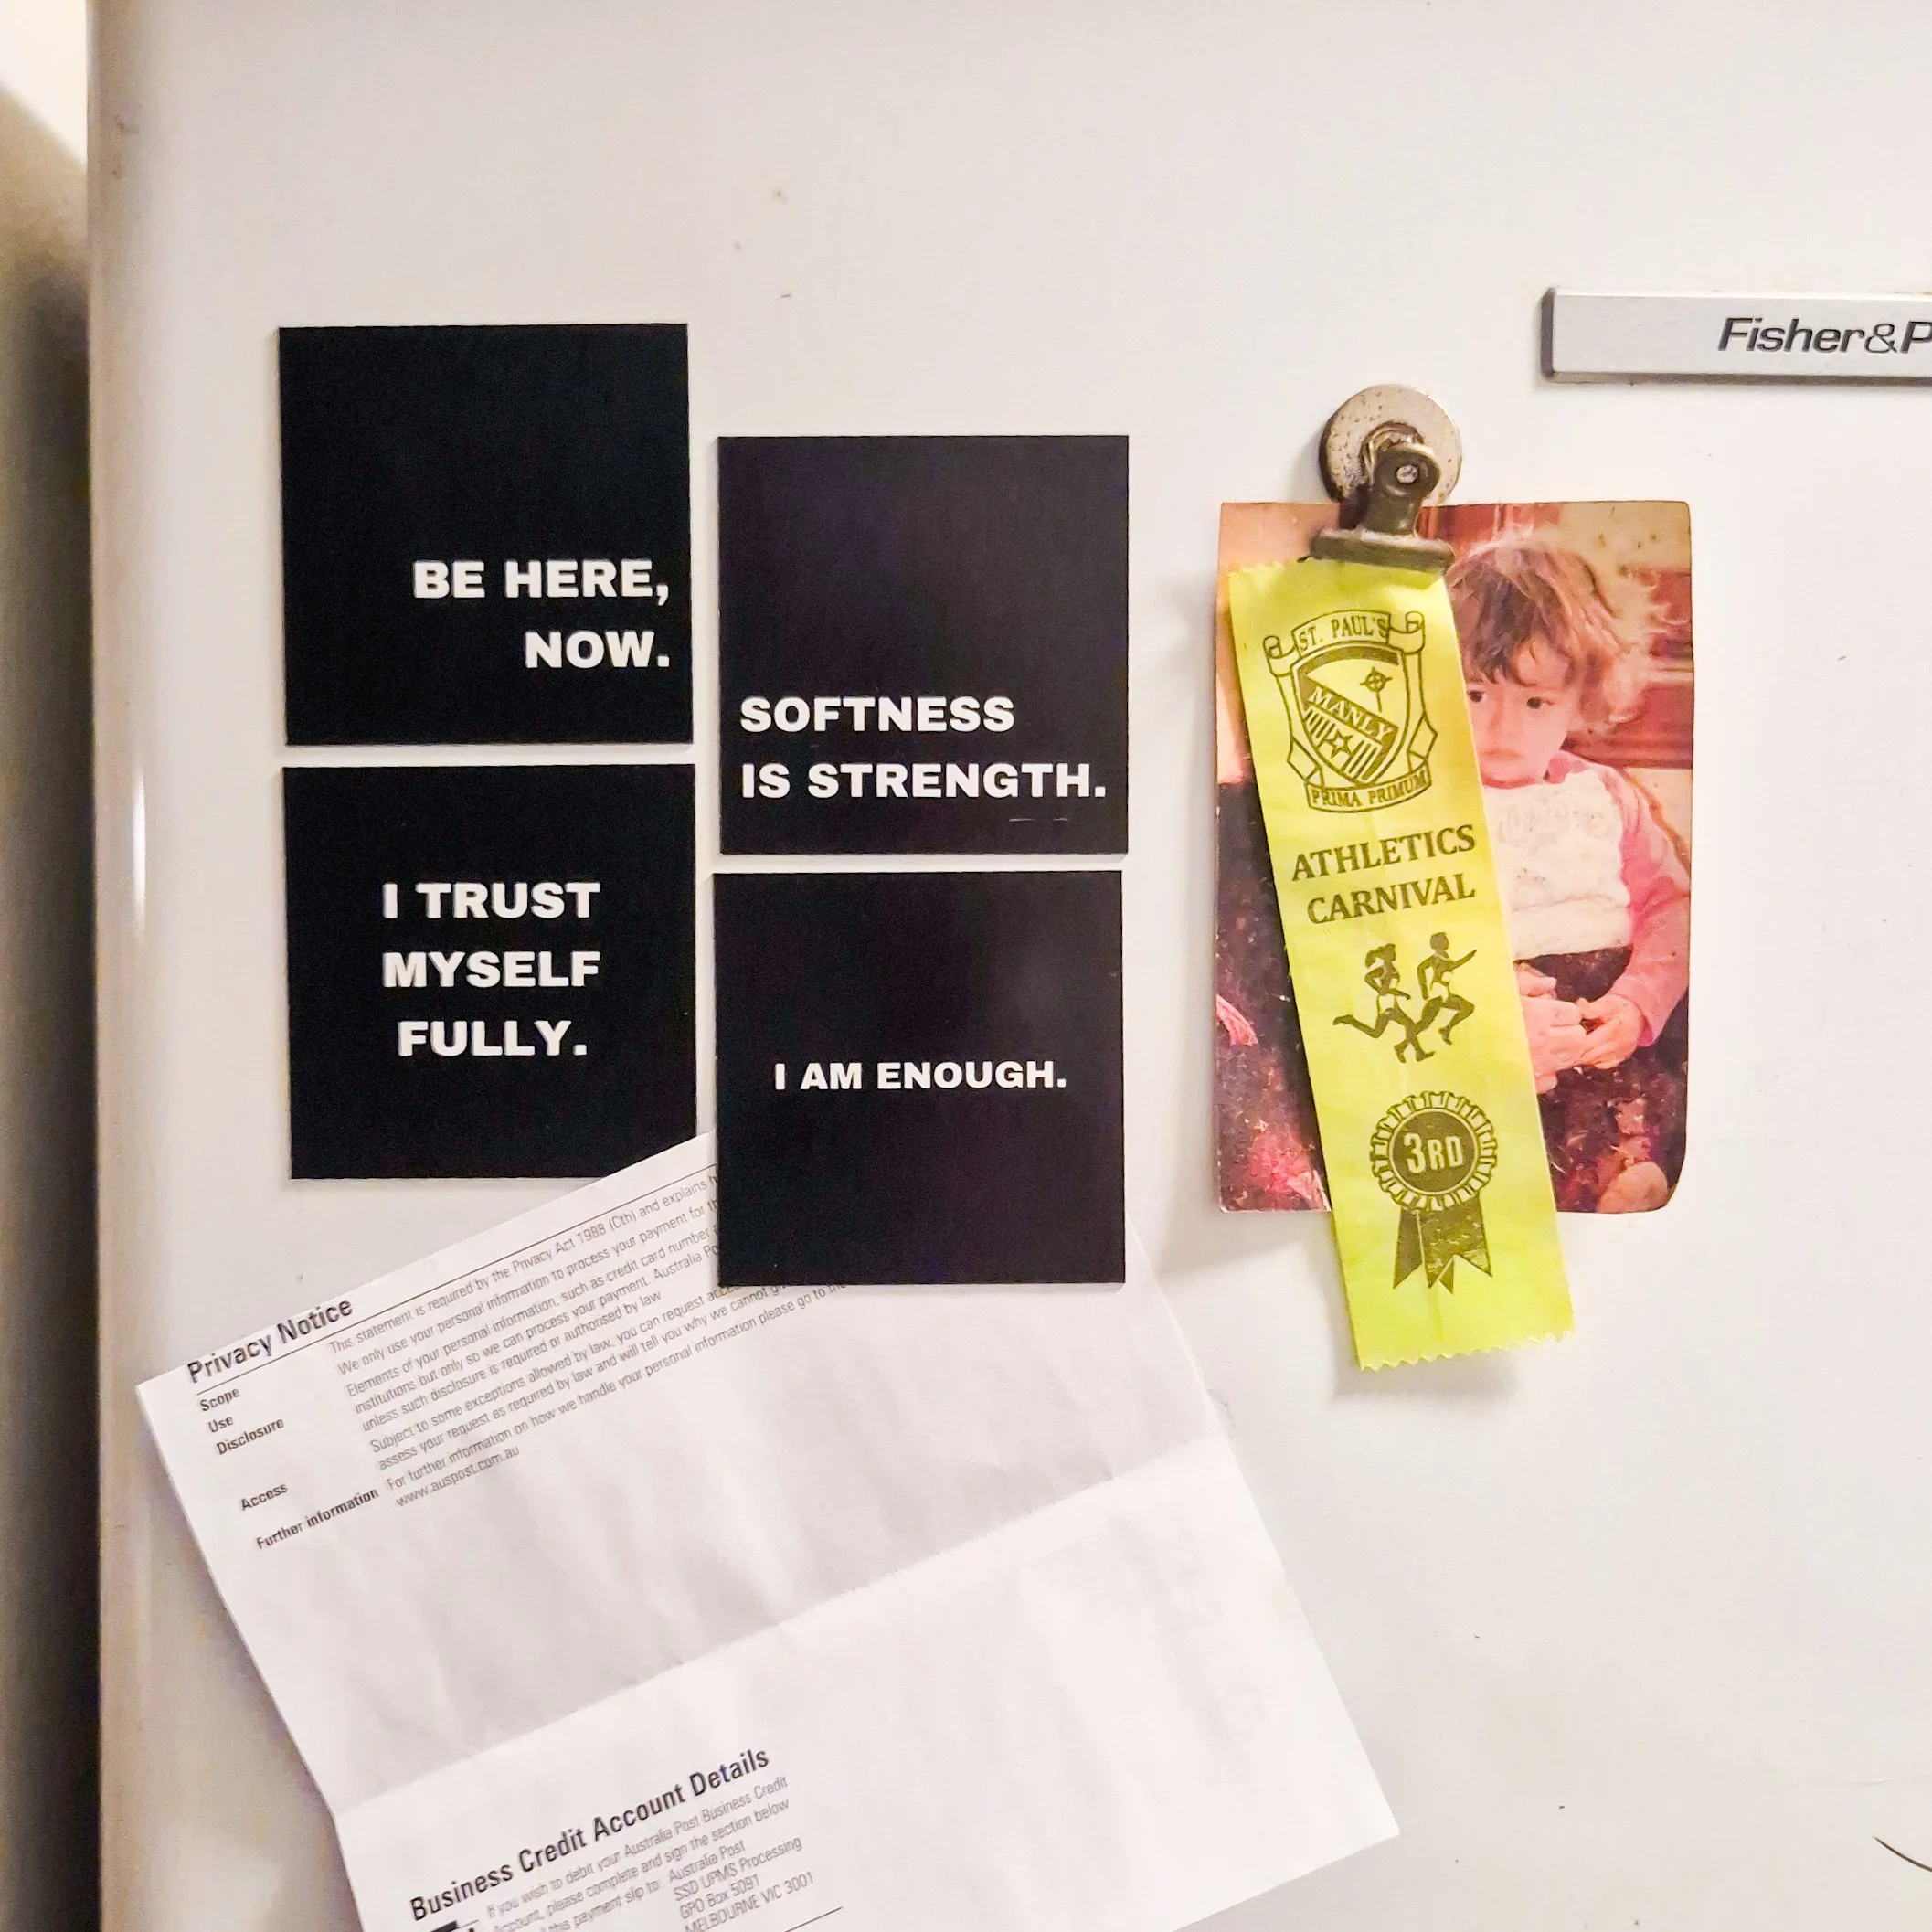 BE HERE,
NOW.
SOFTNESS
IS STRENGTH.
I TRUST
MYSELF
FULLY.
I AM ENOUGH.
Fisher&P
ST. PAUL'S
MANLY
PRIMA PRIMUM
ATHLETICS
CARNIVAL
3RD
Privacy Notice
Scope
This statement is required by the Privacy Act 1988 (Cth) and explains
Use
We only use your personal information to process your payment for
Disclosure
Elements of your personal information, such as credit card number
institutions but only so we can process your payment. Australia
unless such disclosure is required or authorised by law
Access
Subject to some exceptions allowed by law, you can request
assess your request as required by law and will tell you why we cannot
Further information
For further information on how we handle your personal information please go to
www.auspost.com.au
Business Credit Account Details
If you wish to debit your Australia Post Business Credit
Account, please complete and sign the section below
this payment slip to: Australia Post
SSD UPMS Processing
GPO Box 5091
MELBOURNE VIC 3001